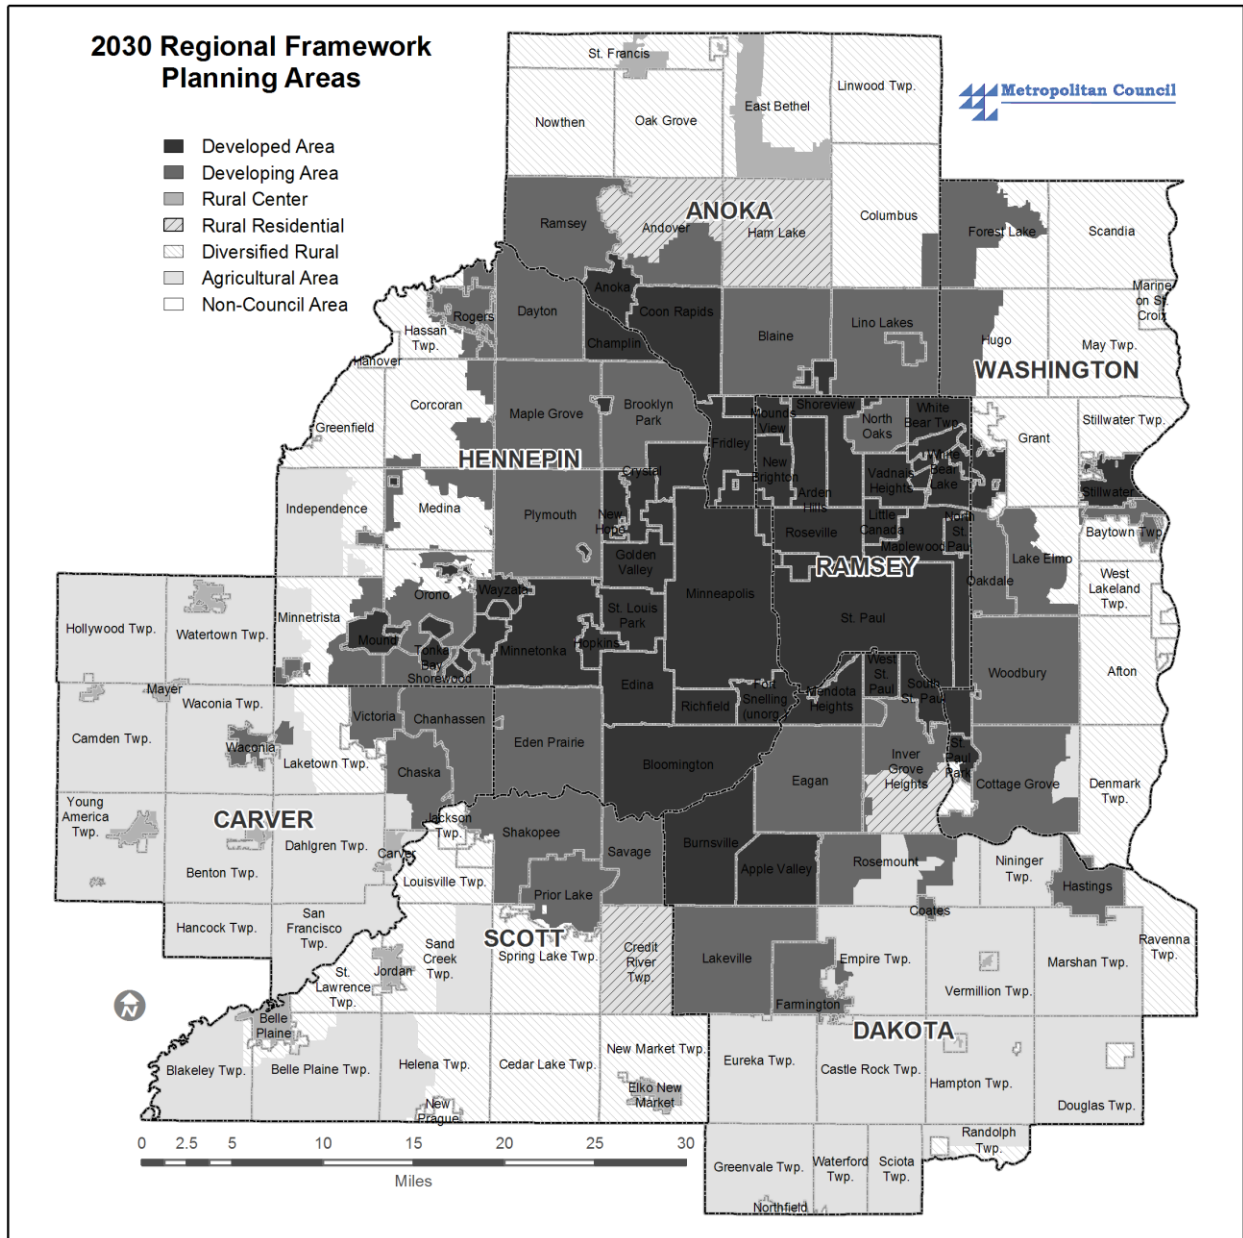 2030 Regional Framework
Planning Areas
Developed Area
Developing Area
Rural Center
Rural Residential
Diversified Rural
Agricultural Area
Non-Council Area
Metropolitan Council
St. Francis
Linwood Twp.
East Bethel
Nowthen
Oak Grove
ANOKA
Ramsey
Andover
Ham Lake
Columbus
Forest Lake
Scandia
Anoka
Coon Rapids
Marine
on St.
Croix
Rogers
Dayton
Blaine
Lino Lakes
Hassan
Twp.
Champlin
Hugo
May Twp.
Hanover
WASHINGTON
Corcoran
Maple Grove
Brooklyn
Park
Mounds
View
Shoreview
North
Oaks
White
Bear Twp.
Greenfield
Fridley
Grant
Stillwater Twp.
HENNEPIN
Crystal
New
Brighton
Arden
Hills
Vadnais
Heights
White
Bear
Lake
Stillwater
Independence
Medina
Plymouth
New
Hope
Roseville
Little
Canada
North
St.
Paul
Maplewood
Baytown Twp.
Golden
Valley
RAMSEY
Lake Elmo
Oakdale
West
Lakeland
Twp.
Hollywood Twp.
Watertown Twp.
Minnetrista
Orono
Wayzata
Minneapolis
St. Louis
Park
St. Paul
Mound
Tonka
Bay
Minnetonka
Hopkins
Shorewood
Woodbury
Afton
Mayer
Waconia Twp.
Edina
Richfield
Fort
Snelling
(unorg.
Mendota
Heights
West
St.
Paul
South
St. Paul
Victoria
Chanhassen
Camden Twp.
Waconia
Laketown Twp.
Eden Prairie
Bloomington
Eagan
Inver
Grove
Heights
St.
Paul
Park
Chaska
Cottage Grove
Denmark
Twp.
Young
America
Twp.
CARVER
Dahlgren Twp.
Jackson
Twp.
Carver
Shakopee
Savage
Burnsville
Apple Valley
Rosemount
Nininger
Twp.
Benton Twp.
Louisville Twp.
Prior Lake
Hastings
Coates
Hancock Twp.
San
Francisco
Twp.
SCOTT
Sand
Creek
Twp.
Spring Lake Twp.
Credit
River
Twp.
Lakeville
Empire Twp.
Marshan Twp.
Ravenna
Twp.
St.
Lawrence
Twp.
Jordan
Farmington
Vermillion Twp.
Belle
Plaine
DAKOTA
Blakeley Twp.
Belle Plaine Twp.
Helena Twp.
Cedar Lake Twp.
New Market Twp.
Eureka Twp.
Castle Rock Twp.
Hampton Twp.
Douglas Twp.
New
Prague
Elko New
Market
Randolph
Twp.
Greenvale Twp.
Waterford
Twp.
Sciota
Twp.
Northfield
N
0 2.5 5 10 15 20 25 30
Miles